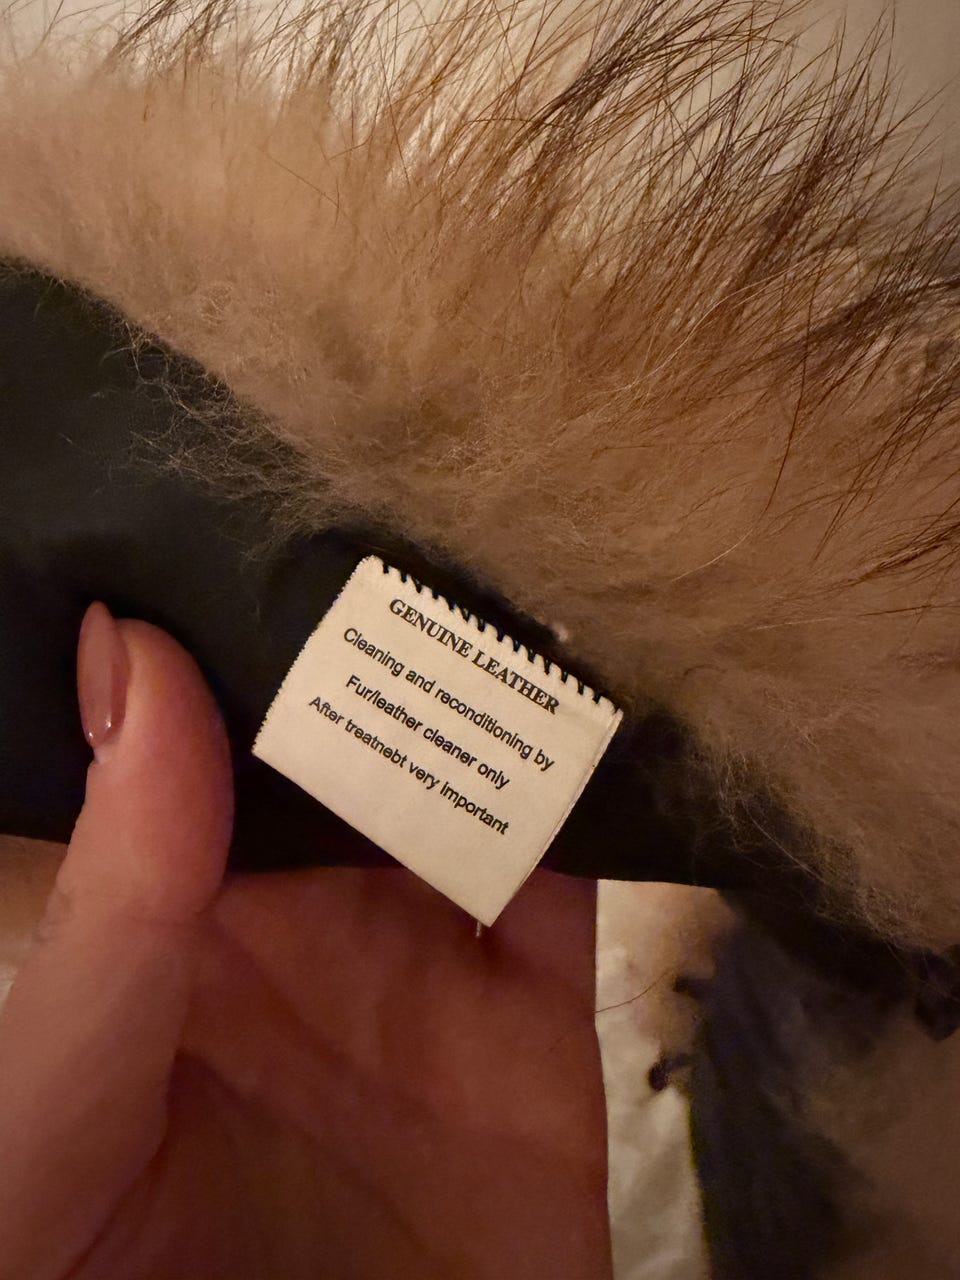 GENUINE LEATHER
Cleaning and reconditioning by
Fur/leather cleaner only
After treatnebt very important